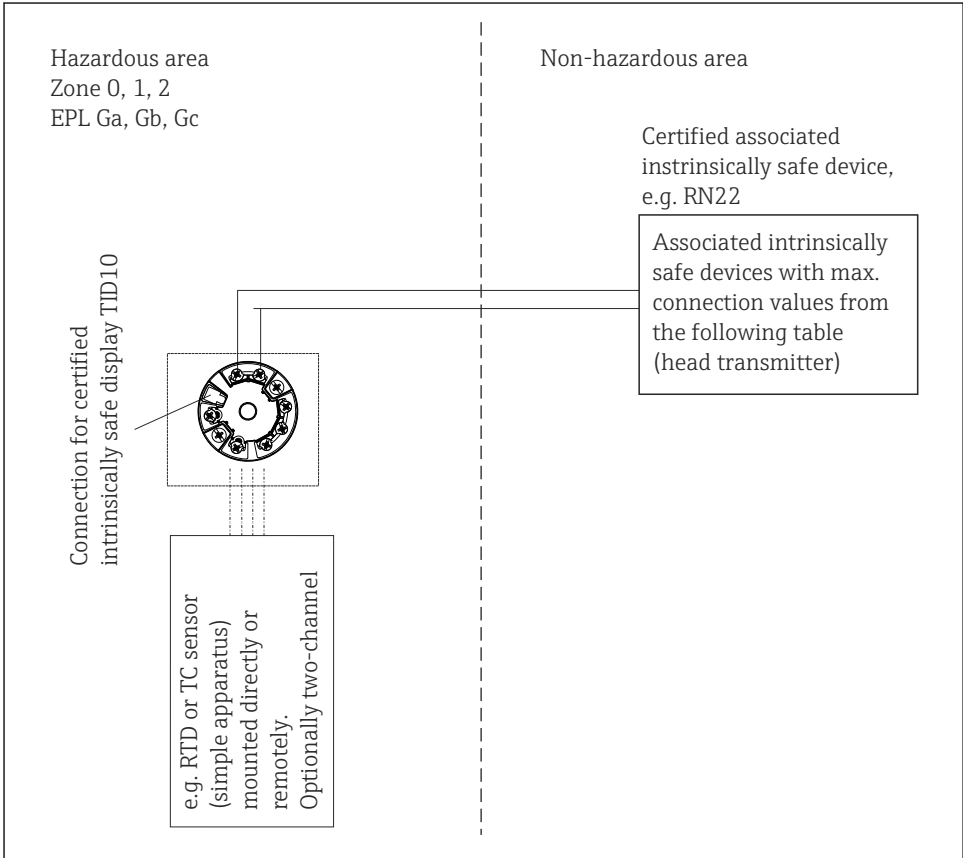 Hazardous area
Zone 0, 1, 2
EPL Ga, Gb, Gc
Non-hazardous area
Certified associated
instrinsically safe device,
e.g. RN22
Associated intrinsically
safe devices with max.
connection values from
the following table
(head transmitter)
Connection for certified
intrinsically safe display TID10
e.g. RTD or TC sensor
(simple apparatus)
mounted directly or
remotely.
Optionally two-channel